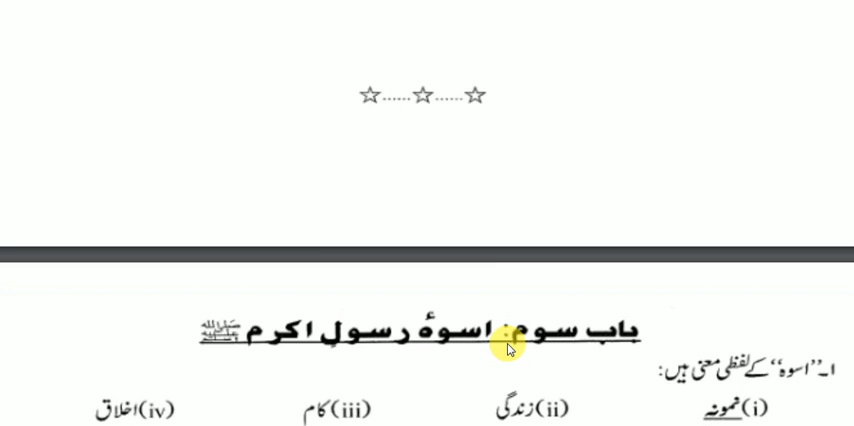 ☆......☆......☆
باب سوم: اسوۂ رسولِ اکرم ﷺ
۱۔’’اسوہ‘‘ کے لفظی معنی ہیں:
(i)نمونہ (ii)زندگی (iii)کام (iv)اخلاق